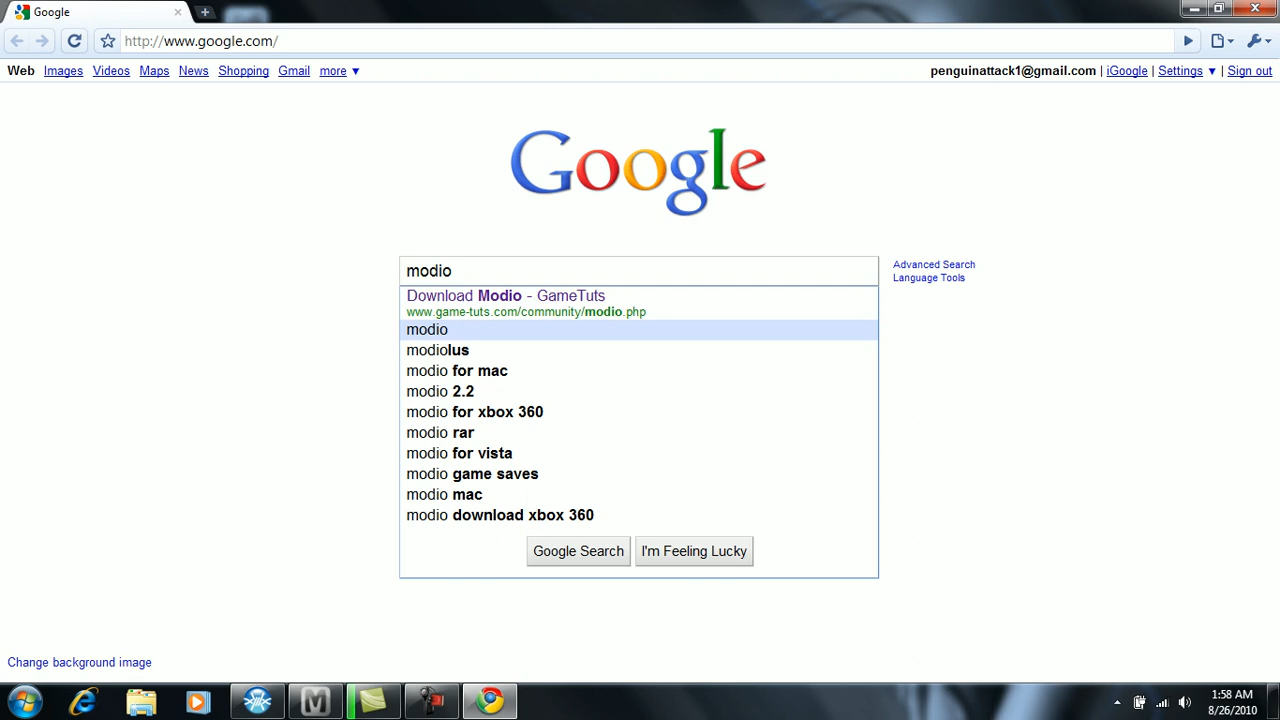 Google
http://www.google.com/
Web Images Videos Maps News Shopping Gmail more ▼
penguinattack1@gmail.com | iGoogle | Settings ▼ | Sign out
Google
modio
Advanced Search
Language Tools
Download Modio - GameTuts
www.game-tuts.com/community/modio.php
modio
modiolus
modio for mac
modio 2.2
modio for xbox 360
modio rar
modio for vista
modio game saves
modio mac
modio download xbox 360
Google Search I'm Feeling Lucky
Change background image
M
1:58 AM
8/26/2010